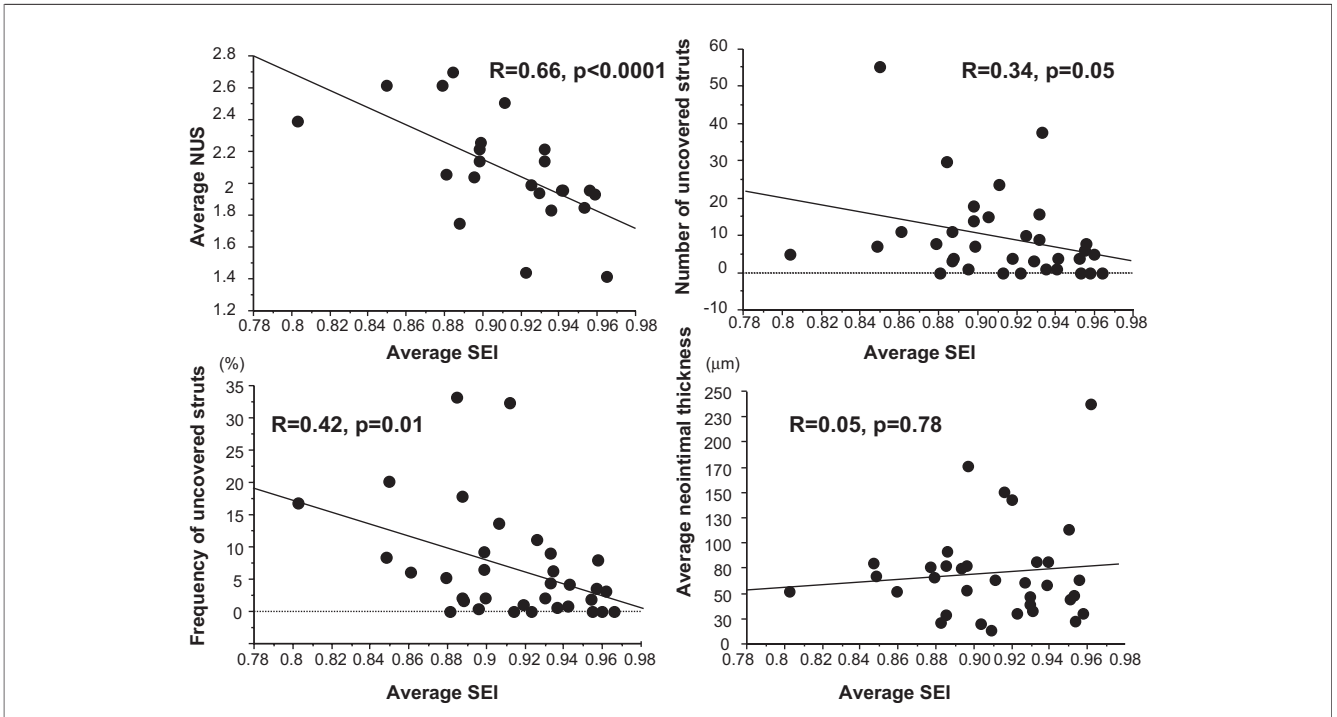 2.8
2.6
2.4
2.2
2
1.8
1.6
1.4
1.2
Average NUS
R=0.66, p<0.0001
0.78 0.8 0.84 0.86 0.88 0.90 0.92 0.94 0.96 0.98
Average SEI
60
50
40
30
20
10
0
-10
Number of uncovered struts
R=0.34, p=0.05
0.78 0.8 0.82 0.84 0.86 0.88 0.90 0.92 0.94 0.96 0.98
Average SEI
(%)
35
30
25
20
15
10
5
0
Frequency of uncovered struts
R=0.42, p=0.01
0.78 0.8 0.82 0.84 0.86 0.88 0.9 0.92 0.94 0.96 0.98
Average SEI
(µm)
250
230
200
170
150
130
100
80
50
30
0
Average neointimal thickness
R=0.05, p=0.78
0.78 0.8 0.82 0.84 0.86 0.88 0.90 0.92 0.94 0.96 0.98
Average SEI